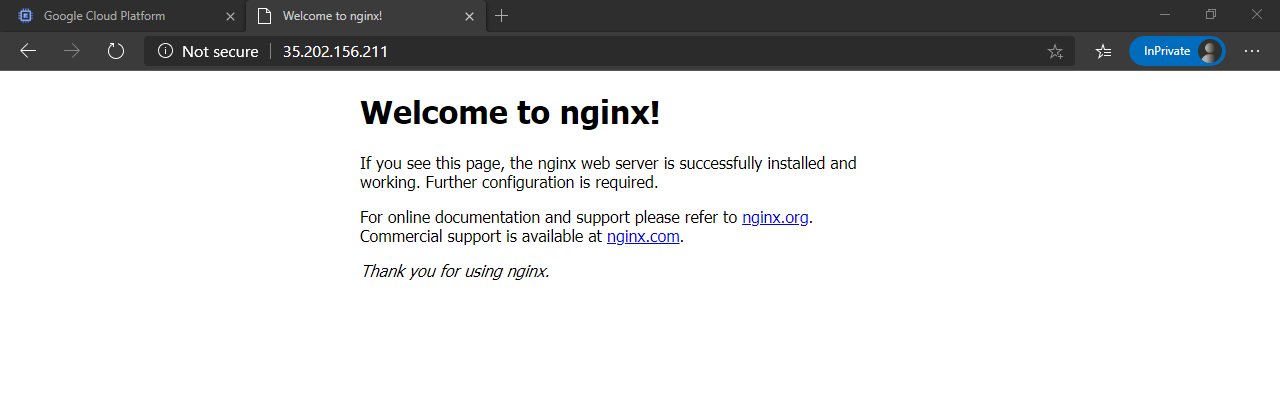 Google Cloud Platform
Welcome to nginx!
Not secure
35.202.156.211
InPrivate
Welcome to nginx!
If you see this page, the nginx web server is successfully installed and
working. Further configuration is required.
For online documentation and support please refer to nginx.org.
Commercial support is available at nginx.com.
Thank you for using nginx.